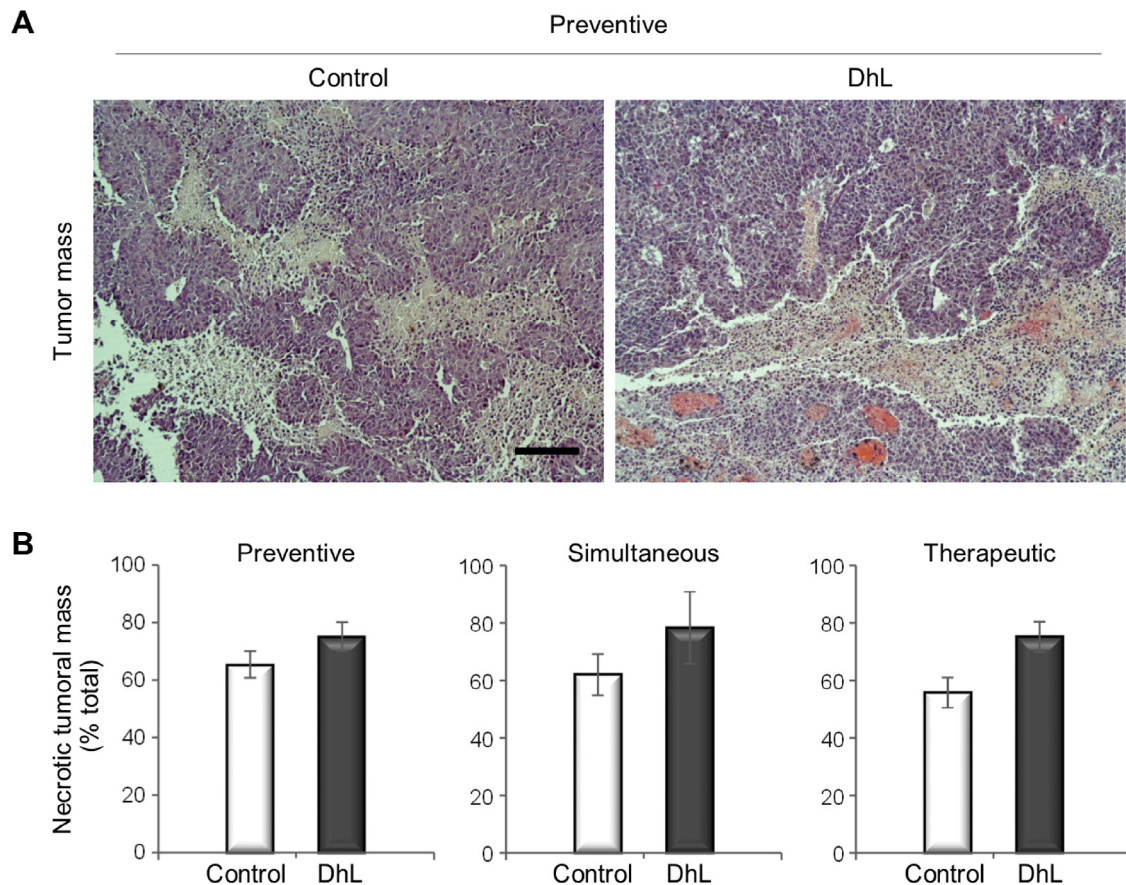 A
Preventive
Control
DhL
Tumor mass
B
Preventive
Simultaneous
Therapeutic
Necrotic tumoral mass
(% total)
100
80
60
40
20
0
Control
DhL
100
80
60
40
20
0
Control
DhL
100
80
60
40
20
0
Control
DhL